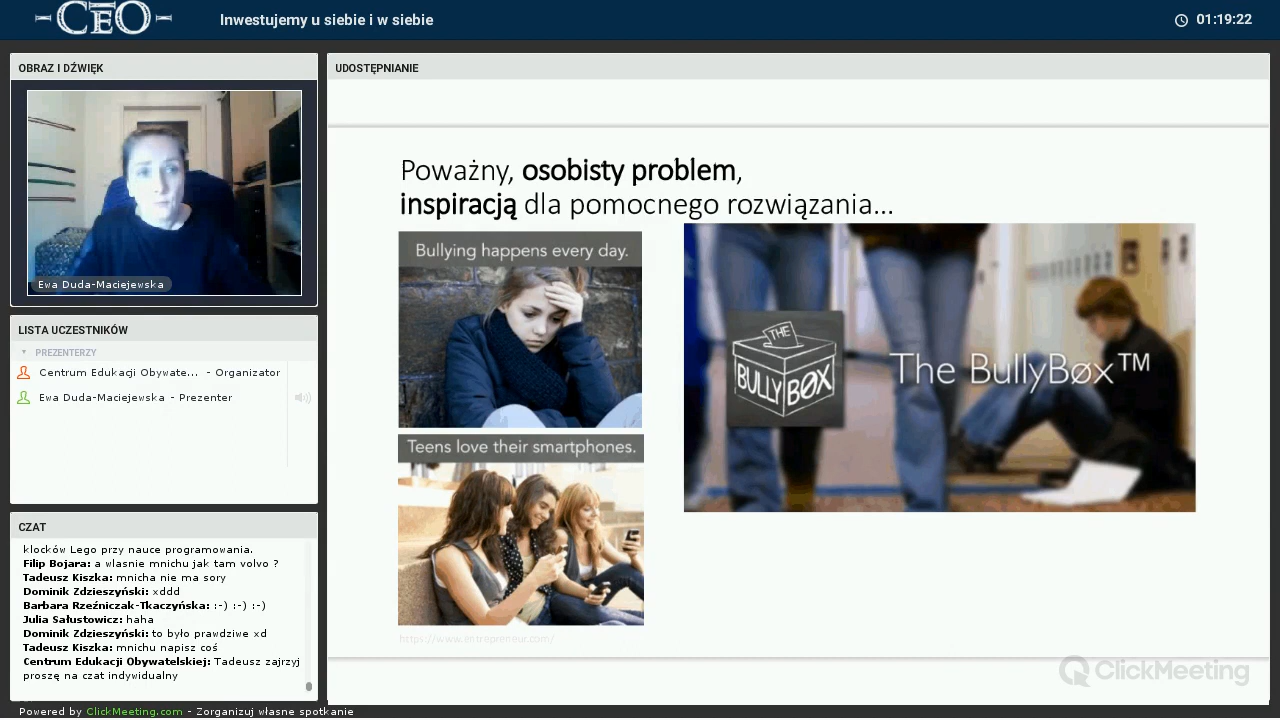 CEO
Inwestujemy u siebie i w siebie
01:19:22
OBRAZ I DŹWIĘK
Ewa Duda-Maciejewska
LISTA UCZESTNIKÓW
PREZENTERZY
Centrum Edukacji Obywate... - Organizator
Ewa Duda-Maciejewska - Prezenter
CZAT
klocków Lego przy nauce programowania.
Filip Bojara: a wlasnie mnichu jak tam volvo ?
Tadeusz Kiszka: mnicha nie ma sory
Dominik Zdzieszyński: xddd
Barbara Rzeźniczak-Tkaczyńska: :-) :-) :-)
Julia Sałustowicz: haha
Dominik Zdzieszyński: to było prawdziwe xd
Tadeusz Kiszka: mnichu napisz coś
Centrum Edukacji Obywatelskiej: Tadeusz zajrzyj
proszę na czat indywidualny
Powered by ClickMeeting.com - Zorganizuj własne spotkanie
UDOSTĘPNIANIE
Poważny, osobisty problem,
inspiracją dla pomocnego rozwiązania...
Bullying happens every day.
Teens love their smartphones.
THE
BULLYBØX
The BullyBøx™
https://www.entrepreneur.com/
ClickMeeting